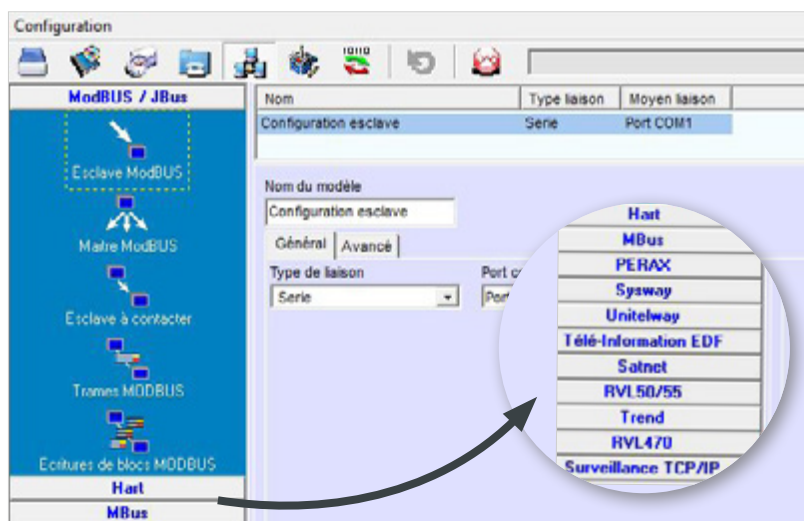 Configuration
ModBUS / JBus
Esclave ModBUS
Maitre ModBUS
Esclave à contacter
Trames MODBUS
Ecritures de blocs MODBUS
Hart
MBus
Nom Type liaison Moyen liaison
Configuration esclave Serie Port COM1
Nom du modèle
Configuration esclave
Général Avancé
Type de liaison Port c
Serie Port
Hart
MBus
PERAX
Sysway
Unitelway
Télé-Information EDF
Satnet
RVL50/55
Trend
RVL470
Surveillance TCP/IP